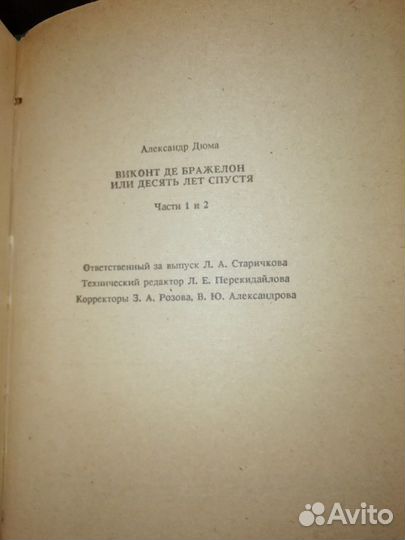 Александр Дюма
ВИКОНТ ДЕ БРАЖЕЛОН
ИЛИ ДЕСЯТЬ ЛЕТ СПУСТЯ
Части 1 и 2
Ответственный за выпуск Л. А. Старичкова
Технический редактор Л. Е. Перекидайлова
Корректоры З. А. Розова, В. Ю. Александрова
Avito